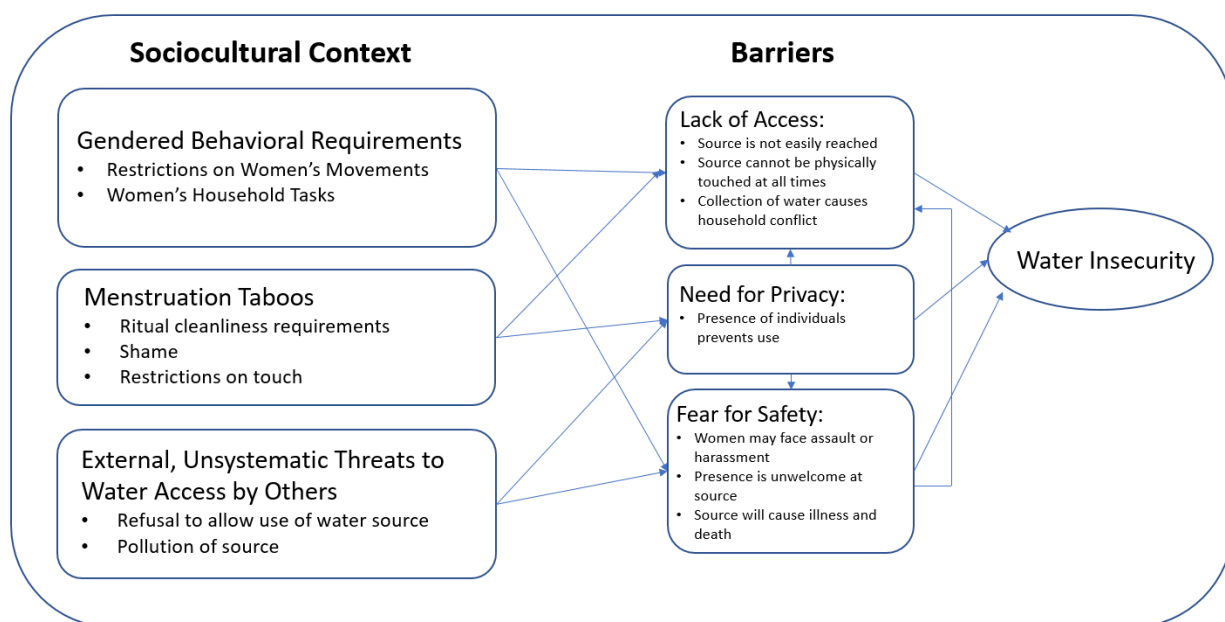 Sociocultural Context
Barriers
Gendered Behavioral Requirements
• Restrictions on Women’s Movements
• Women’s Household Tasks
Menstruation Taboos
• Ritual cleanliness requirements
• Shame
• Restrictions on touch
External, Unsystematic Threats to
Water Access by Others
• Refusal to allow use of water source
• Pollution of source
Lack of Access:
• Source is not easily reached
• Source cannot be physically
touched at all times
• Collection of water causes
household conflict
Need for Privacy:
• Presence of individuals
prevents use
Fear for Safety:
• Women may face assault or
harassment
• Presence is unwelcome at
source
• Source will cause illness and
death
Water Insecurity